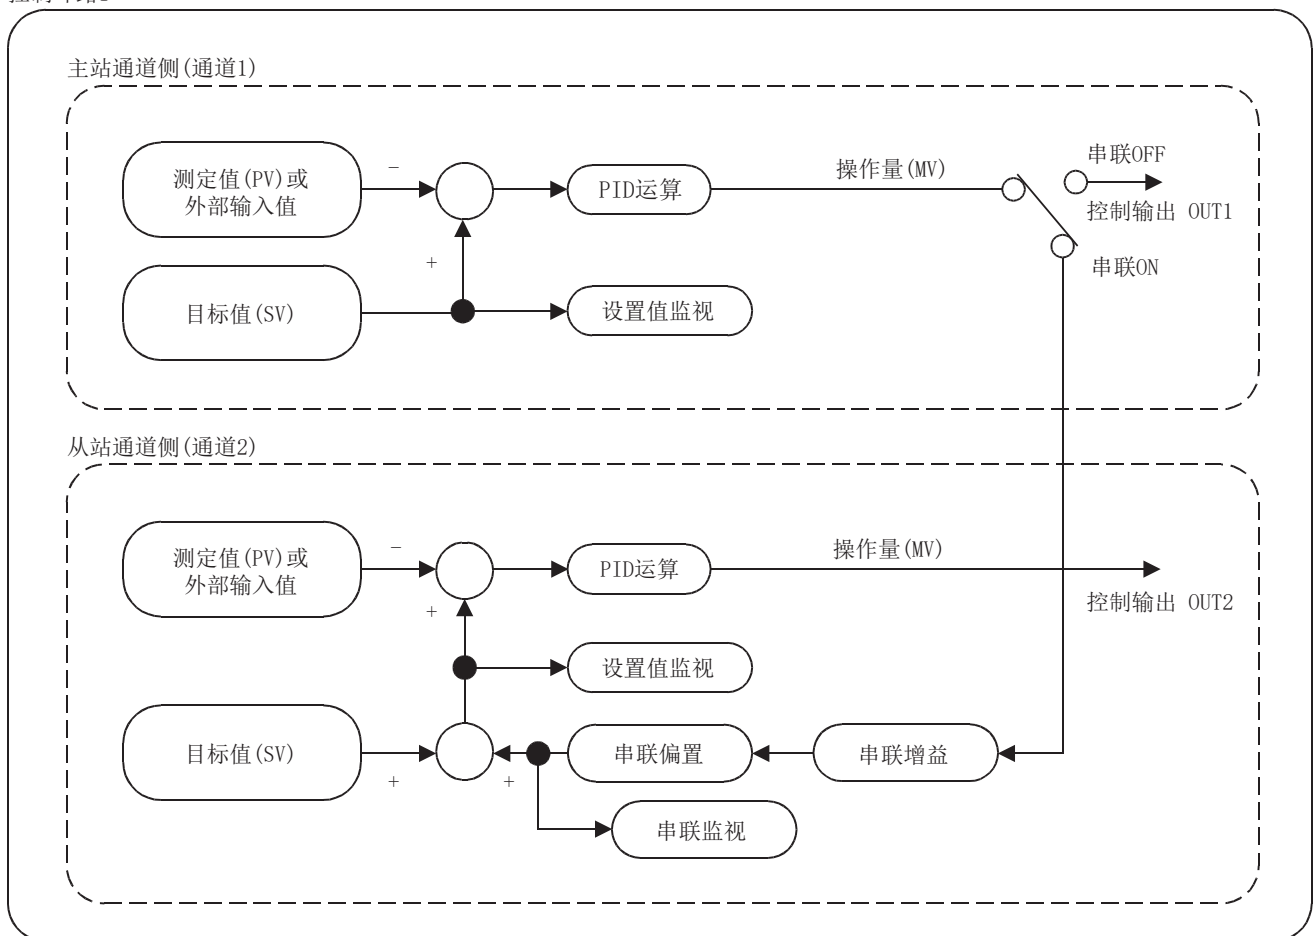 主站通道侧(通道1)
测定值(PV)或
外部输入值
−
PID运算
操作量(MV)
串联OFF
控制输出 OUT1
串联ON
+
目标值(SV)
设置值监视
从站通道侧(通道2)
测定值(PV)或
外部输入值
−
PID运算
操作量(MV)
控制输出 OUT2
+
设置值监视
目标值(SV)
+
+
串联偏置
串联增益
串联监视